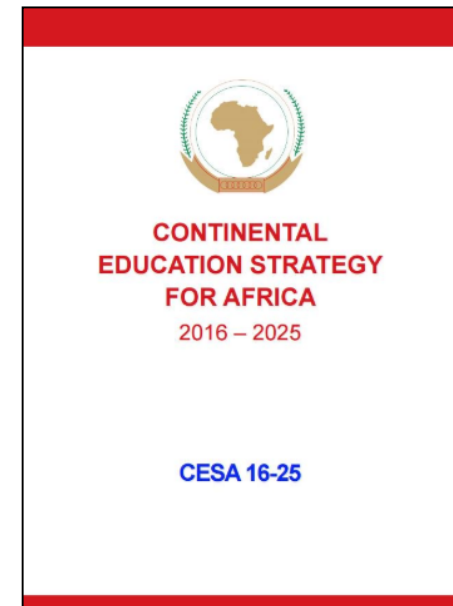 CONTINENTAL
EDUCATION STRATEGY
FOR AFRICA
2016 – 2025
CESA 16-25